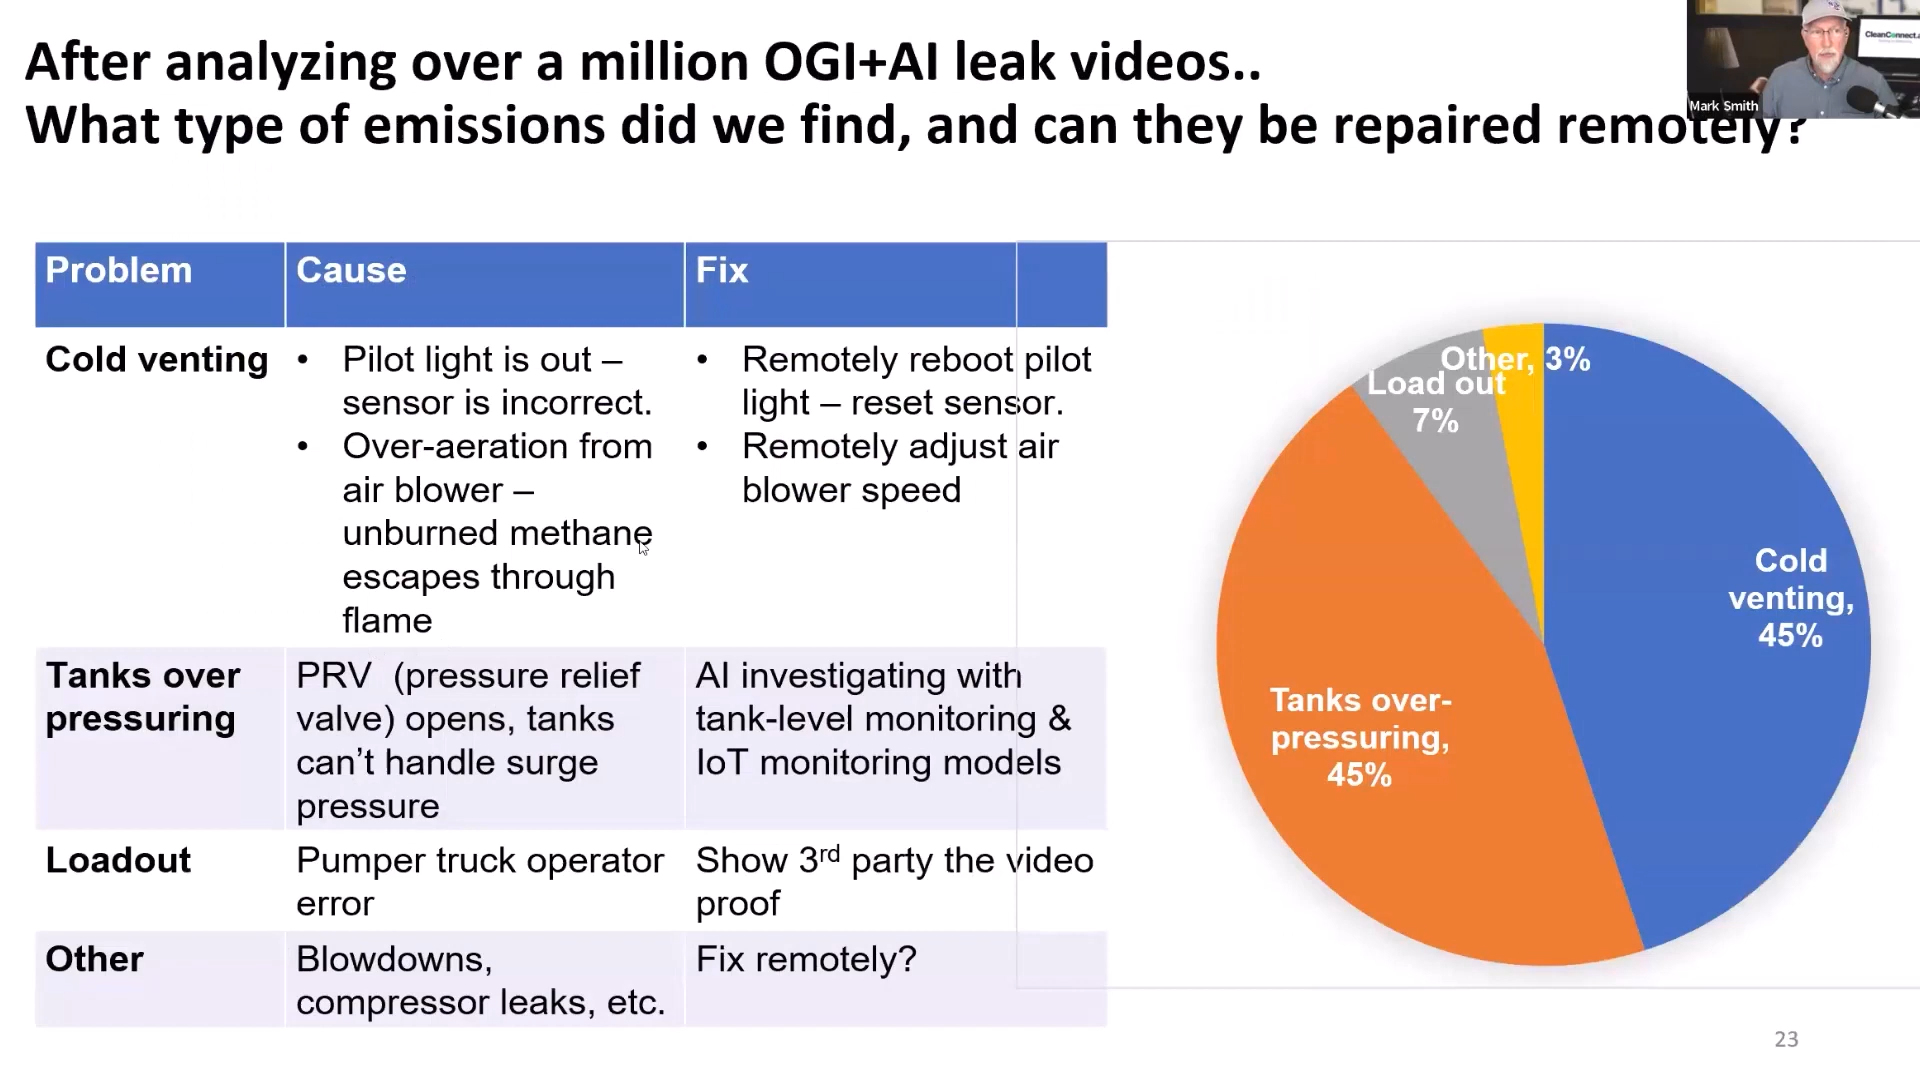 After analyzing over a million OGI+AI leak videos..
What type of emissions did we find, and can they be repaired remotely?
CleanConnect.a
Mark Smith
Problem
Cause
Fix
Cold venting
• Pilot light is out –
sensor is incorrect.
• Over-aeration from
air blower –
unburned methane
escapes through
flame
• Remotely reboot pilot
light – reset sensor.
• Remotely adjust air
blower speed
Tanks over
pressuring
PRV (pressure relief
valve) opens, tanks
can’t handle surge
pressure
AI investigating with
tank-level monitoring &
IoT monitoring models
Loadout
Pumper truck operator
error
Show 3rd party the video
proof
Other
Blowdowns,
compressor leaks, etc.
Fix remotely?
Other, 3%
Load out
7%
Cold
venting,
45%
Tanks over-
pressuring,
45%
23